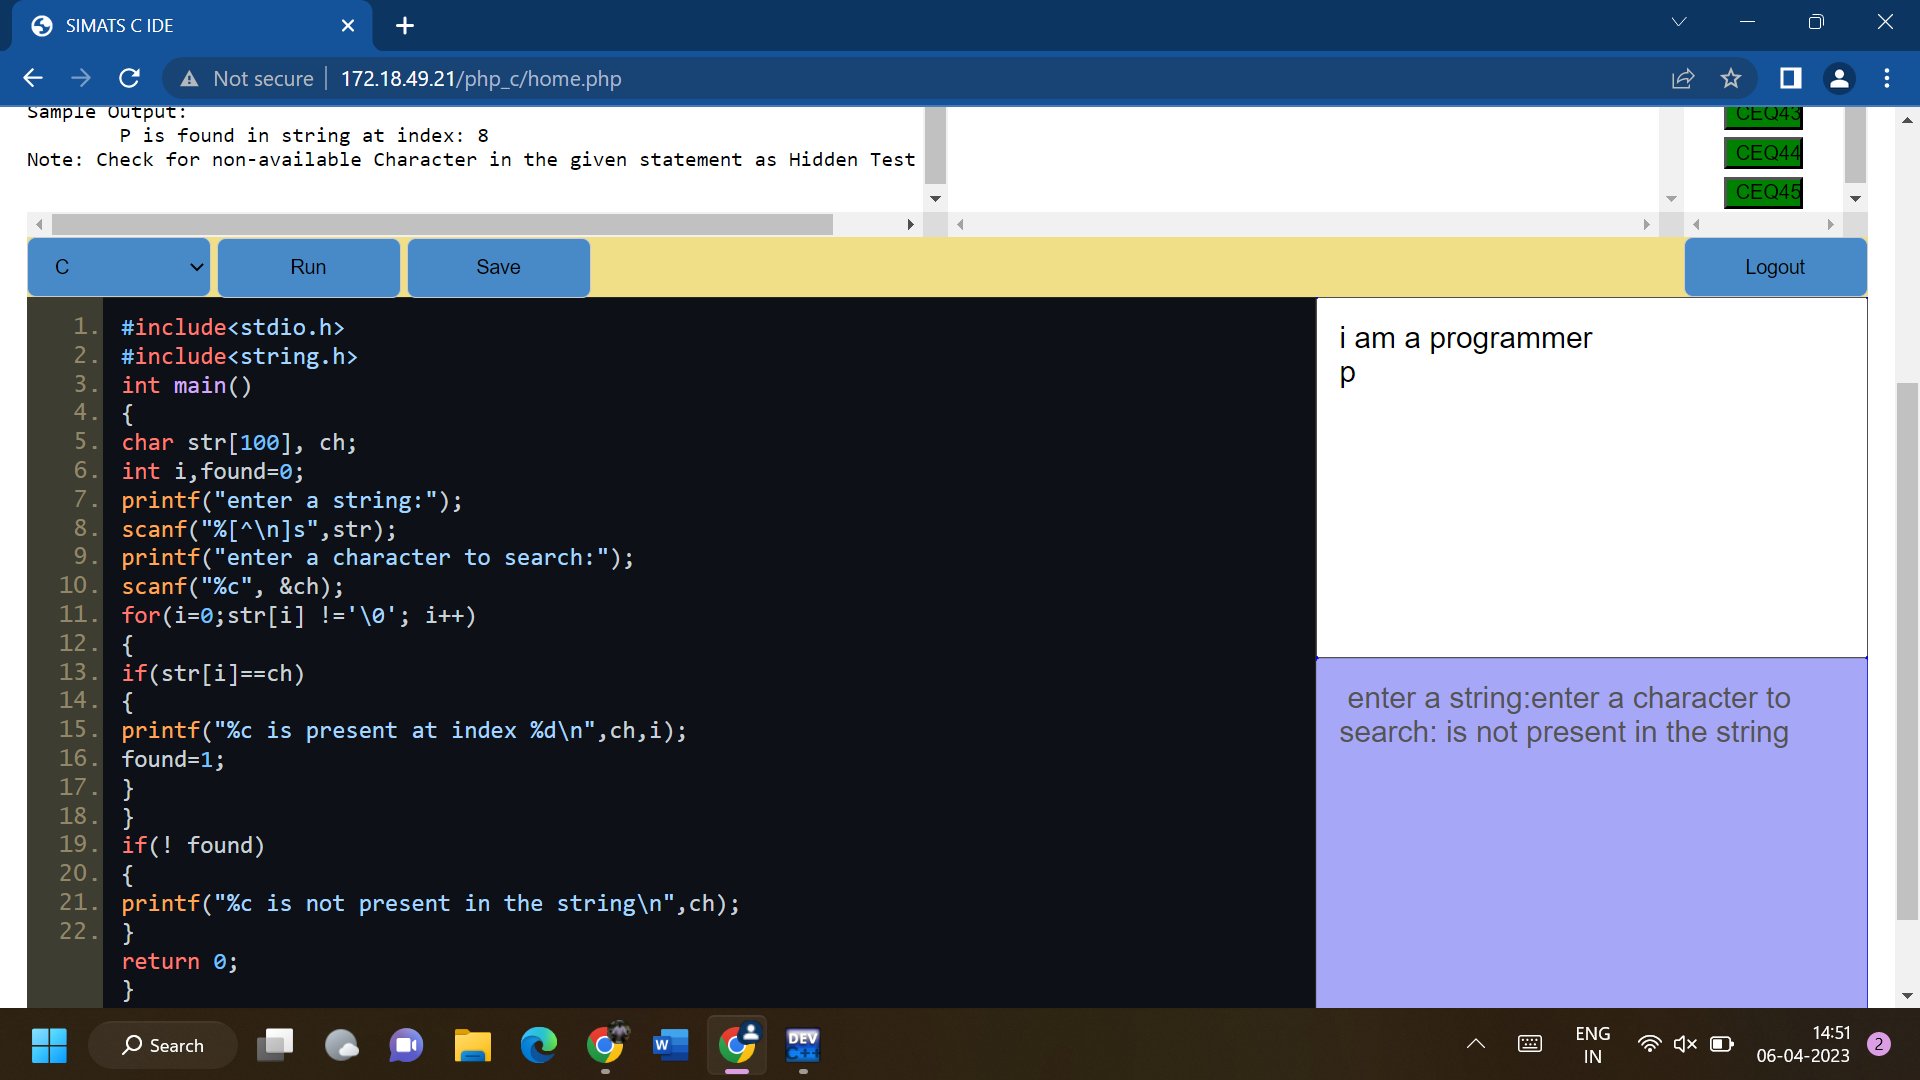 SIMATS C IDE
Not secure
172.18.49.21/php_c/home.php
Sample Output:
P is found in string at index: 8
Note: Check for non-available Character in the given statement as Hidden Test
CEQ43
CEQ44
CEQ45
C
Run
Save
Logout
1. #include<stdio.h>
2. #include<string.h>
3. int main()
4. {
5. char str[100], ch;
6. int i,found=0;
7. printf("enter a string:");
8. scanf("%[^\n]s",str);
9. printf("enter a character to search:");
10. scanf("%c", &ch);
11. for(i=0;str[i] !='\0'; i++)
12. {
13. if(str[i]==ch)
14. {
15. printf("%c is present at index %d\n",ch,i);
16. found=1;
17. }
18. }
19. if(! found)
20. {
21. printf("%c is not present in the string\n",ch);
22. }
return 0;
}
i am a programmer
p
enter a string:enter a character to
search: is not present in the string
Search
W
DEV
C++
ENG
IN
14:51
06-04-2023
2